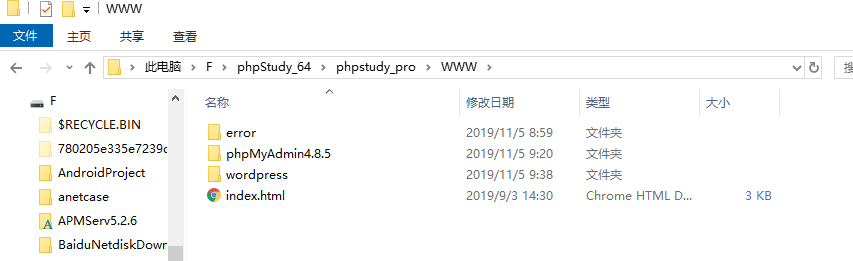 WWW
文件 主页 共享 查看
此电脑 F phpStudy_64 phpstudy_pro WWW 搜
F
$RECYCLE.BIN
780205e335e7239c
AndroidProject
anetcase
APMServ5.2.6
BaiduNetdiskDown
名称 修改日期 类型 大小
error 2019/11/5 8:59 文件夹
phpMyAdmin4.8.5 2019/11/5 9:20 文件夹
wordpress 2019/11/5 9:38 文件夹
index.html 2019/9/3 14:30 Chrome HTML D... 3 KB